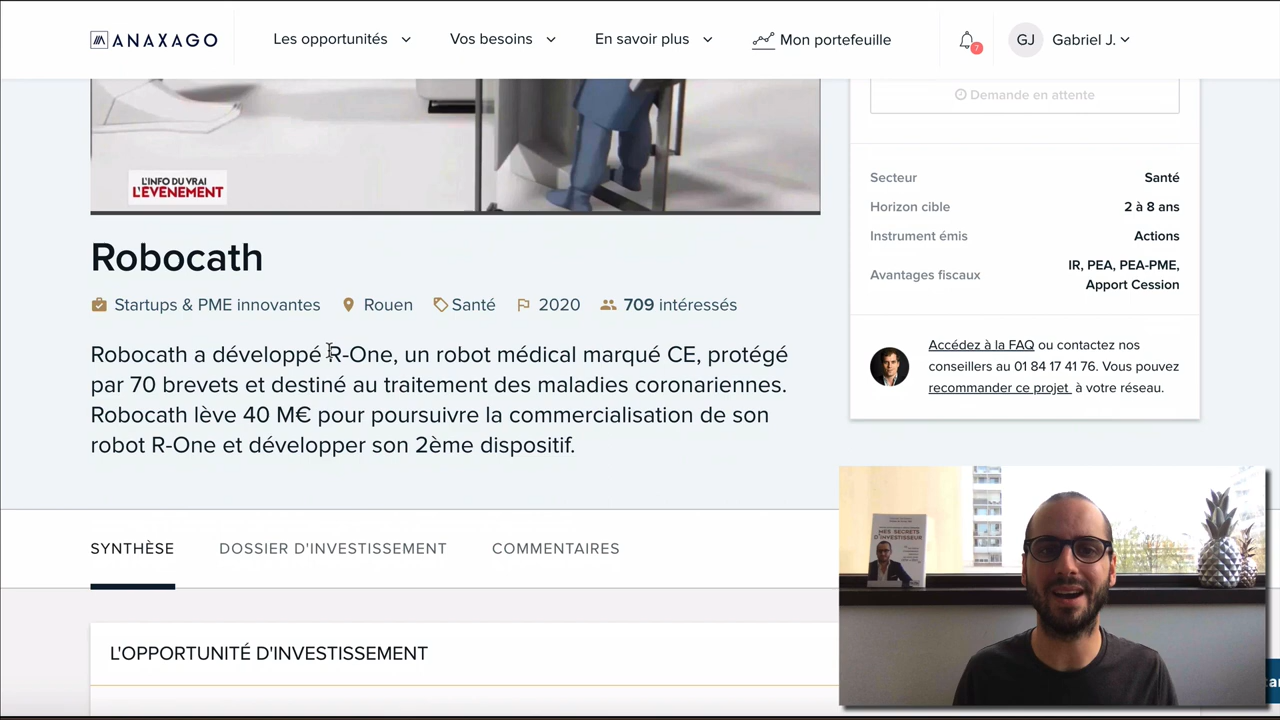 ANAXAGO
Les opportunités
Vos besoins
En savoir plus
Mon portefeuille
7
GJ
Gabriel J.
Demande en attente
L'INFO DU VRAI
L'ÉVÉNEMENT
Secteur Santé
Horizon cible 2 à 8 ans
Instrument émis Actions
Avantages fiscaux IR, PEA, PEA-PME,
Apport Cession
Robocath
Startups & PME innovantes Rouen Santé 2020 709 intéressés
Robocath a développé R-One, un robot médical marqué CE, protégé
par 70 brevets et destiné au traitement des maladies coronariennes.
Robocath lève 40 M€ pour poursuivre la commercialisation de son
robot R-One et développer son 2ème dispositif.
Accédez à la FAQ ou contactez nos
conseillers au 01 84 17 41 76. Vous pouvez
recommander ce projet à votre réseau.
SYNTHÈSE
DOSSIER D'INVESTISSEMENT
COMMENTAIRES
L'OPPORTUNITÉ D'INVESTISSEMENT
MES SECRETS
D'INVESTISSEUR